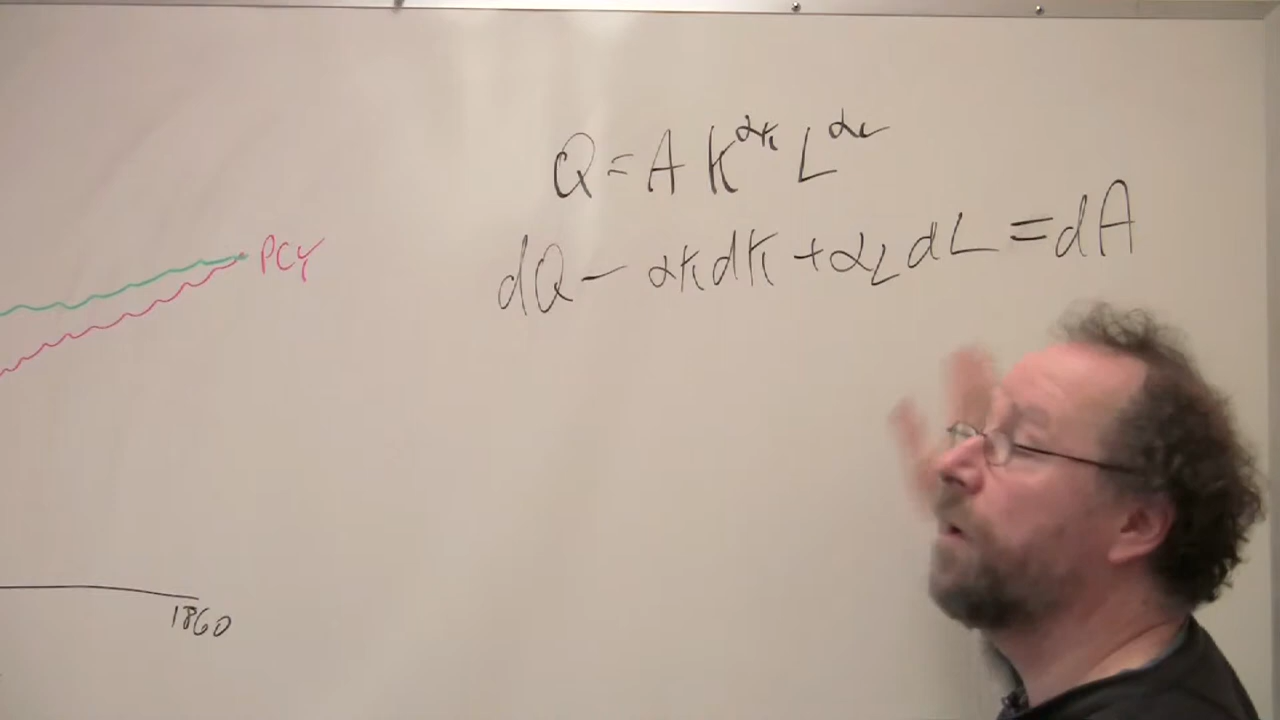 Q = A K^αK L^αL
dQ - αK dK + αL dL = dA
PCY
1860